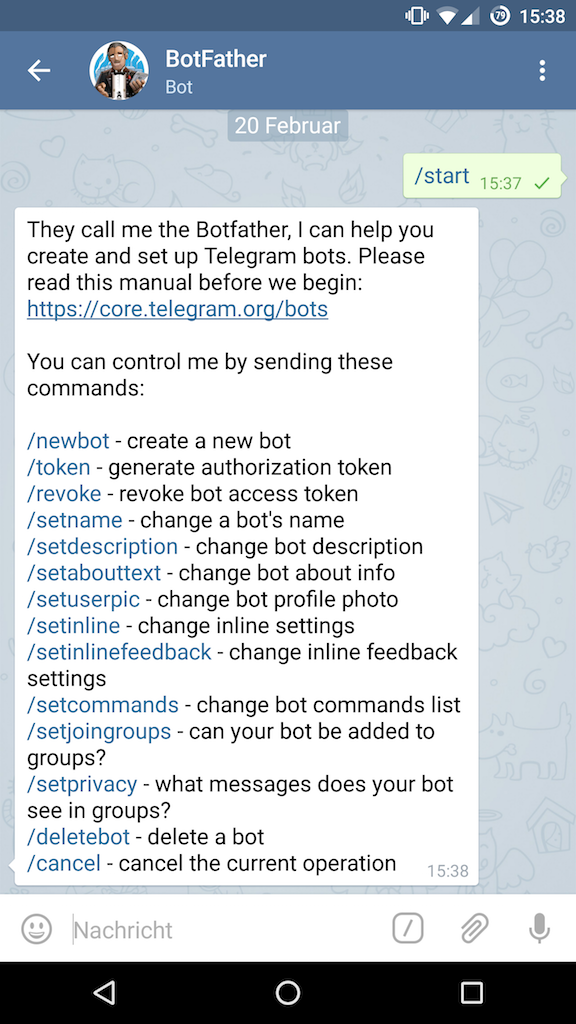 79 15:38
BotFather
Bot
20 Februar
/start 15:37
They call me the Botfather, I can help you
create and set up Telegram bots. Please
read this manual before we begin:
https://core.telegram.org/bots
You can control me by sending these
commands:
/newbot - create a new bot
/token - generate authorization token
/revoke - revoke bot access token
/setname - change a bot's name
/setdescription - change bot description
/setabouttext - change bot about info
/setuserpic - change bot profile photo
/setinline - change inline settings
/setinlinefeedback - change inline feedback
settings
/setcommands - change bot commands list
/setjoingroups - can your bot be added to
groups?
/setprivacy - what messages does your bot
see in groups?
/deletebot - delete a bot
/cancel - cancel the current operation 15:38
Nachricht /